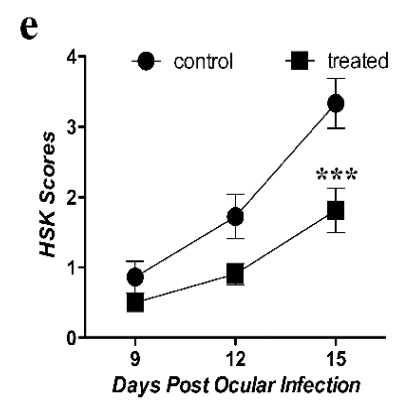 e
control treated
4
3
2
1
0
HSK Scores
***
9 12 15
Days Post Ocular Infection